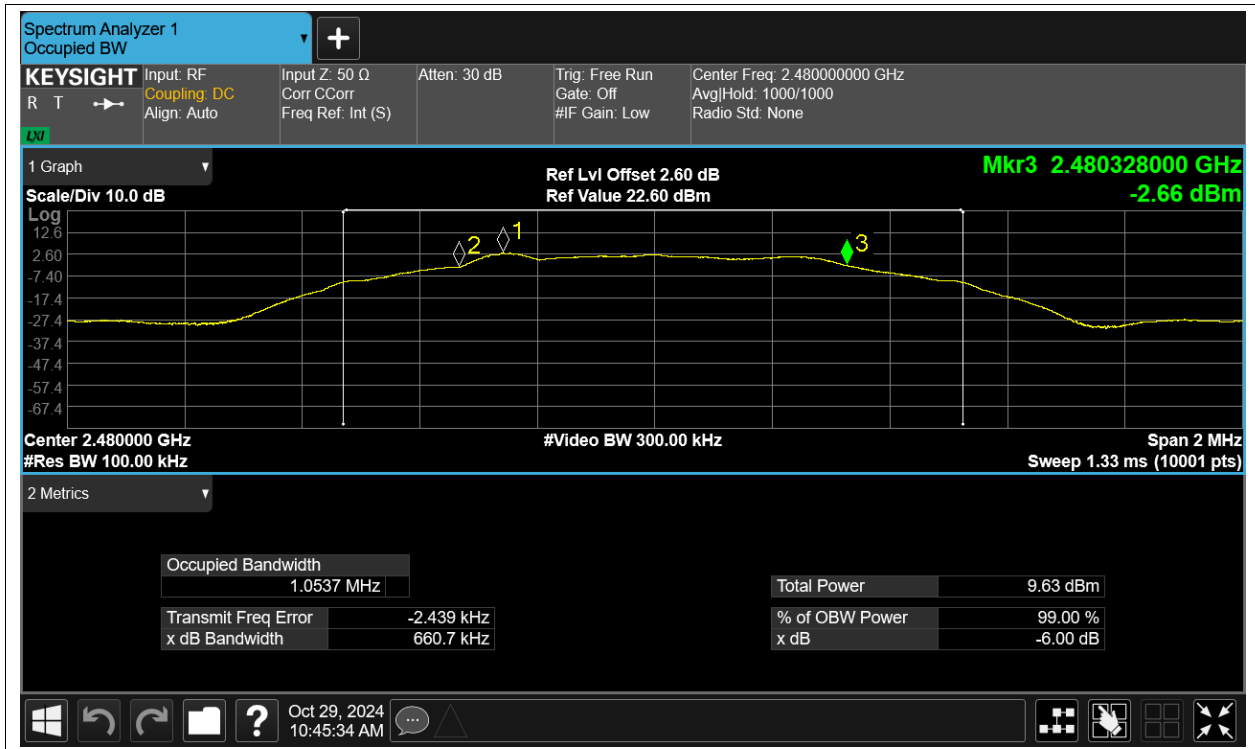 Spectrum Analyzer 1
Occupied BW
+
KEYSIGHT Input: RF Input Z: 50 Ω Atten: 30 dB Trig: Free Run Center Freq: 2.480000000 GHz
R T Coupling: DC Corr CCorr Gate: Off Avg|Hold: 1000/1000
Align: Auto Freq Ref: Int (S) #IF Gain: Low Radio Std: None
LXI
1 Graph Ref Lvl Offset 2.60 dB Mkr3 2.480328000 GHz
Scale/Div 10.0 dB Ref Value 22.60 dBm -2.66 dBm
Log
12.6
2.60
-7.40
-17.4
-27.4
-37.4
-47.4
-57.4
-67.4
2 1 3
Center 2.480000 GHz #Video BW 300.00 kHz Span 2 MHz
#Res BW 100.00 kHz Sweep 1.33 ms (10001 pts)
2 Metrics
Occupied Bandwidth
1.0537 MHz Total Power 9.63 dBm
Transmit Freq Error -2.439 kHz % of OBW Power 99.00 %
x dB Bandwidth 660.7 kHz x dB -6.00 dB
? Oct 29, 2024
10:45:34 AM